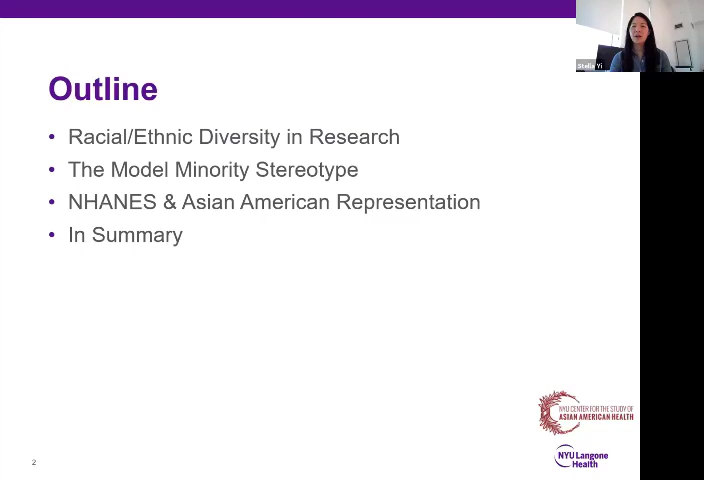 Stella Yi
Outline
• Racial/Ethnic Diversity in Research
• The Model Minority Stereotype
• NHANES & Asian American Representation
• In Summary
NYU CENTER FOR THE STUDY OF
ASIAN AMERICAN HEALTH
NYU Langone
Health
2